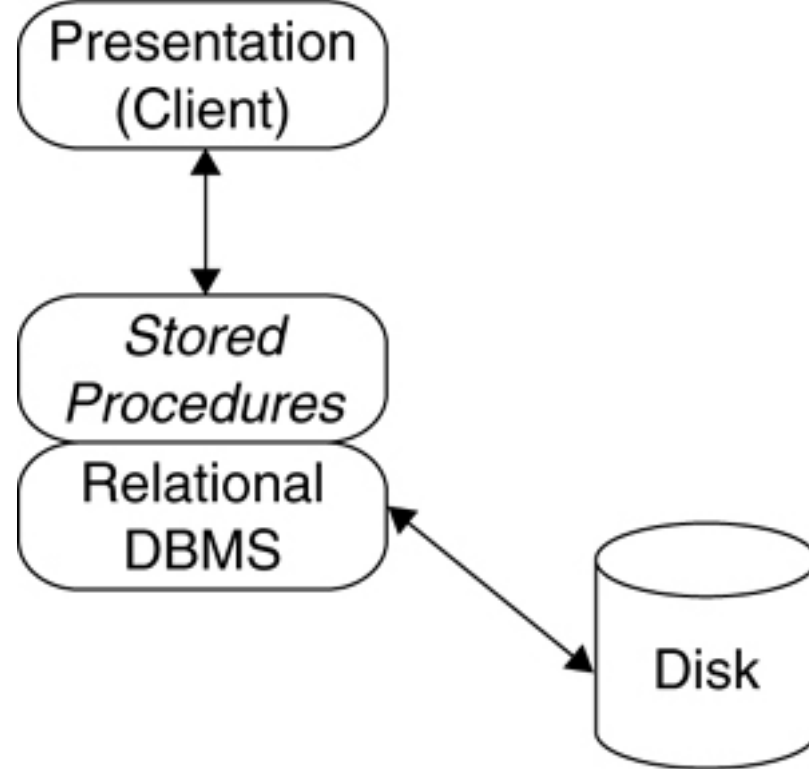 Presentation
(Client)
Stored
Procedures
Relational
DBMS
Disk